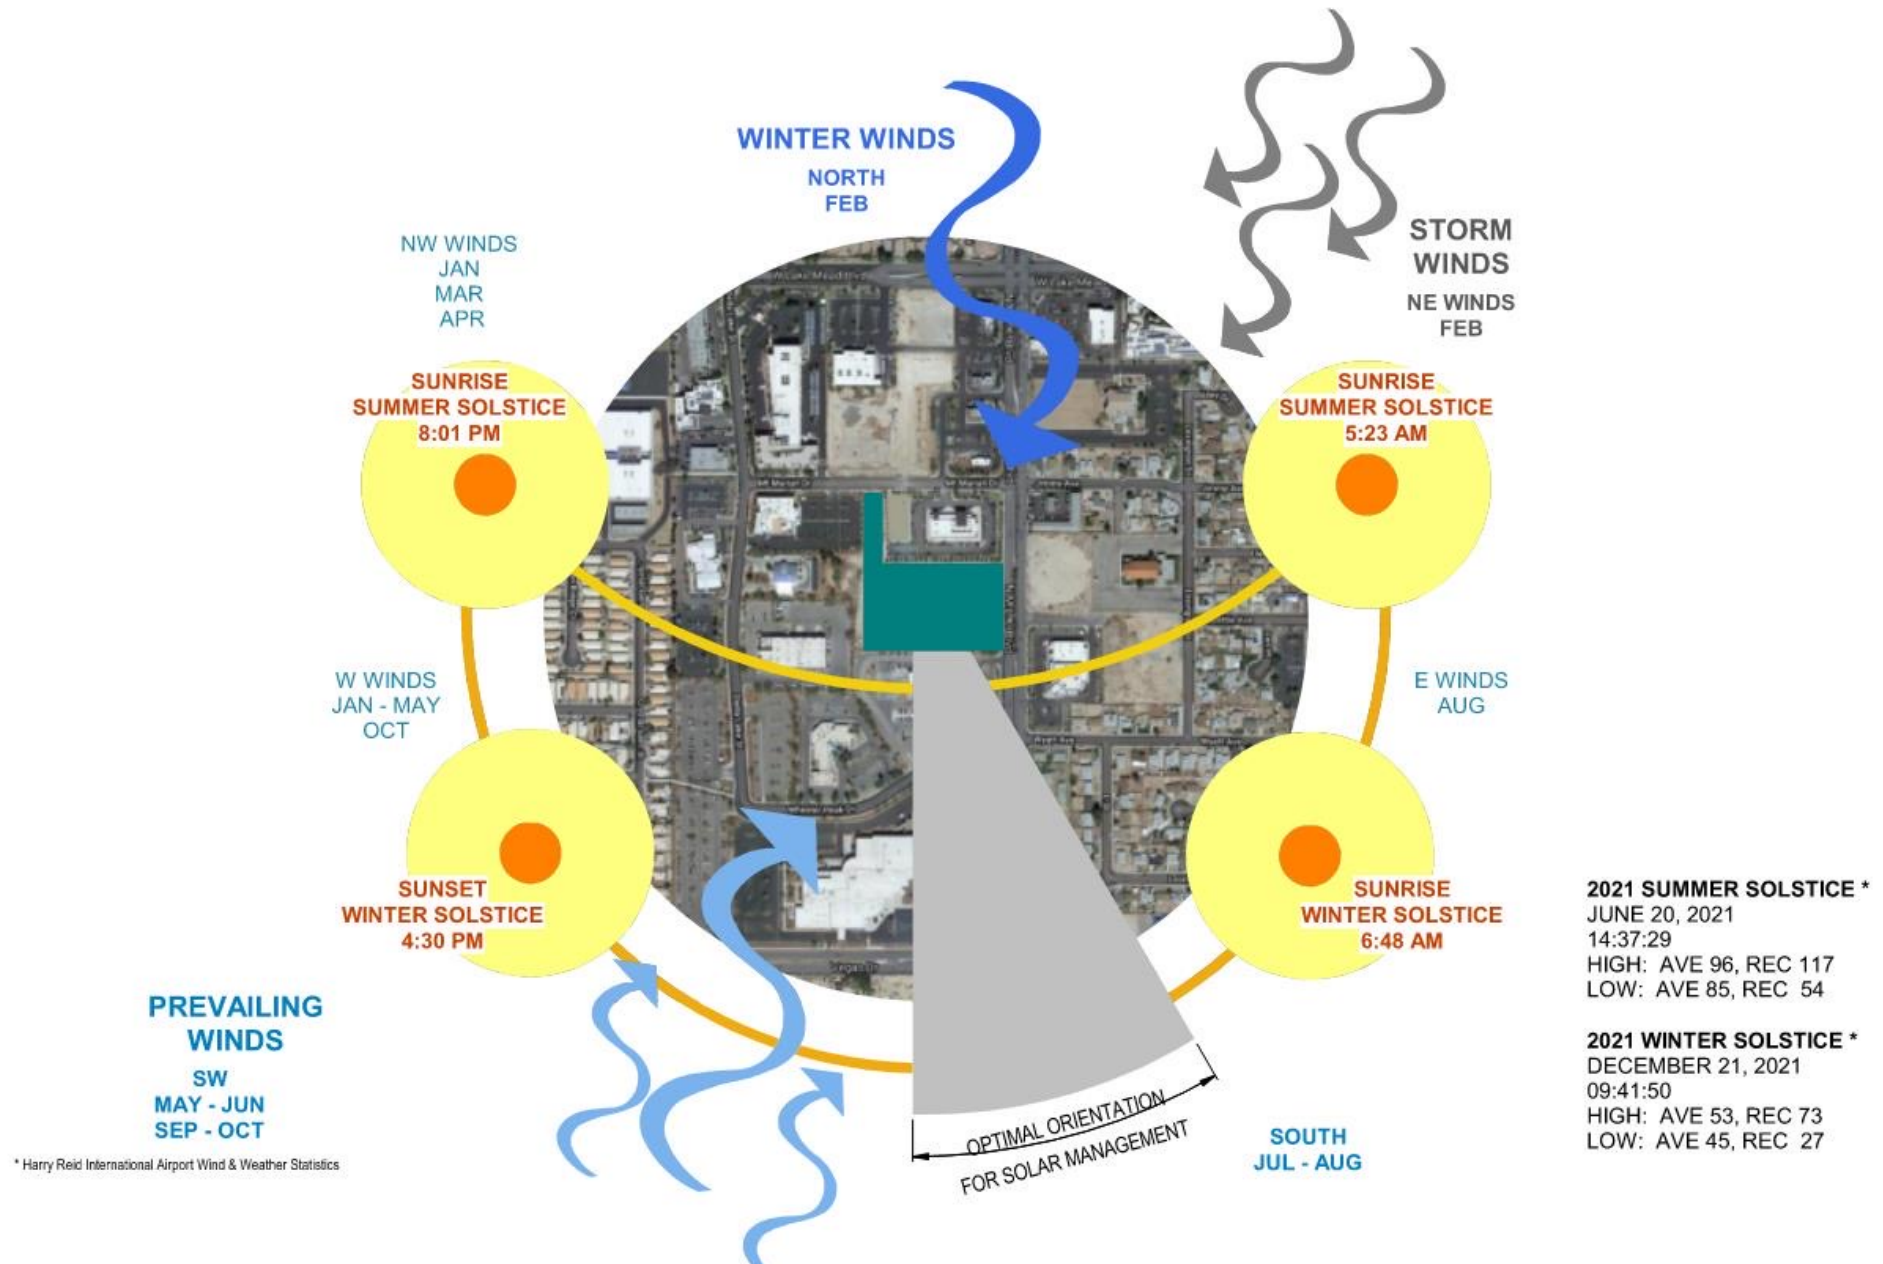 WINTER WINDS
NORTH
FEB
STORM
WINDS
NE WINDS
FEB
NW WINDS
JAN
MAR
APR
SUNRISE
SUMMER SOLSTICE
8:01 PM
SUNRISE
SUMMER SOLSTICE
5:23 AM
W WINDS
JAN - MAY
OCT
E WINDS
AUG
SUNSET
WINTER SOLSTICE
4:30 PM
SUNRISE
WINTER SOLSTICE
6:48 AM
PREVAILING
WINDS
SW
MAY - JUN
SEP - OCT
* Harry Reid International Airport Wind & Weather Statistics
OPTIMAL ORIENTATION
FOR SOLAR MANAGEMENT
SOUTH
JUL - AUG
2021 SUMMER SOLSTICE *
JUNE 20, 2021
14:37:29
HIGH: AVE 96, REC 117
LOW: AVE 85, REC 54
2021 WINTER SOLSTICE *
DECEMBER 21, 2021
09:41:50
HIGH: AVE 53, REC 73
LOW: AVE 45, REC 27